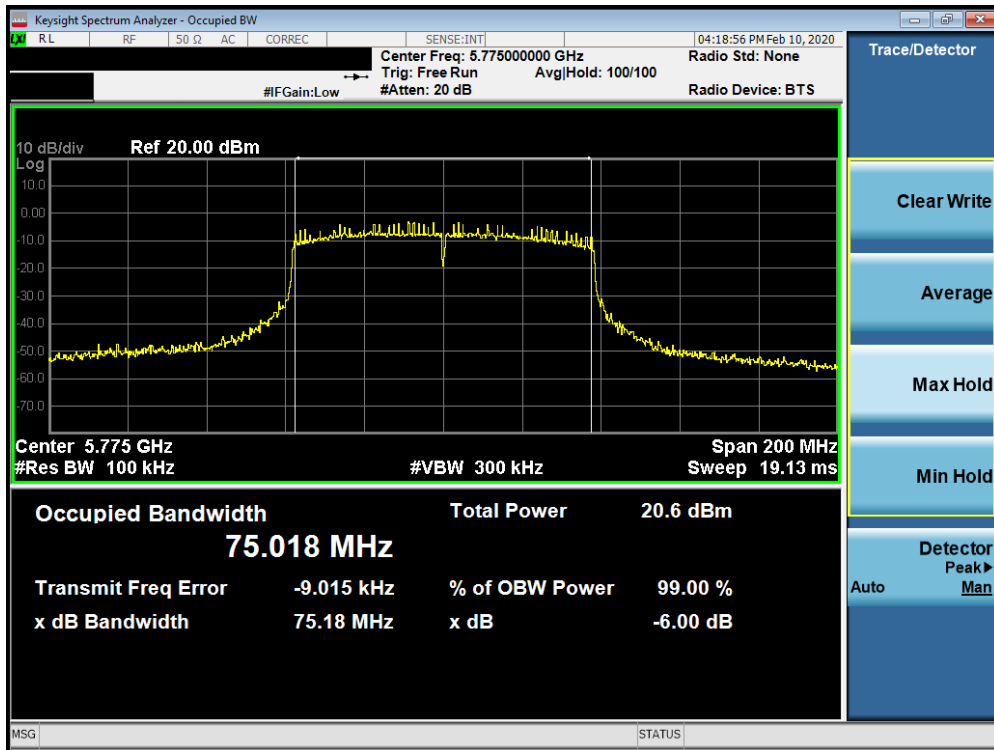 Keysight Spectrum Analyzer - Occupied BW
LXI RL RF 50 Ω AC CORREC SENSE:INT 04:18:56 PM Feb 10, 2020
Center Freq: 5.775000000 GHz Radio Std: None
Trig: Free Run Avg|Hold: 100/100
#IFGain:Low #Atten: 20 dB Radio Device: BTS
10 dB/div Ref 20.00 dBm
Log
10.0
0.00
-10.0
-20.0
-30.0
-40.0
-50.0
-60.0
-70.0
Center 5.775 GHz Span 200 MHz
#Res BW 100 kHz #VBW 300 kHz Sweep 19.13 ms
Occupied Bandwidth Total Power 20.6 dBm
75.018 MHz
Transmit Freq Error -9.015 kHz % of OBW Power 99.00 %
x dB Bandwidth 75.18 MHz x dB -6.00 dB
Trace/Detector
Clear Write
Average
Max Hold
Min Hold
Detector
Peak▶
Auto Man
MSG STATUS